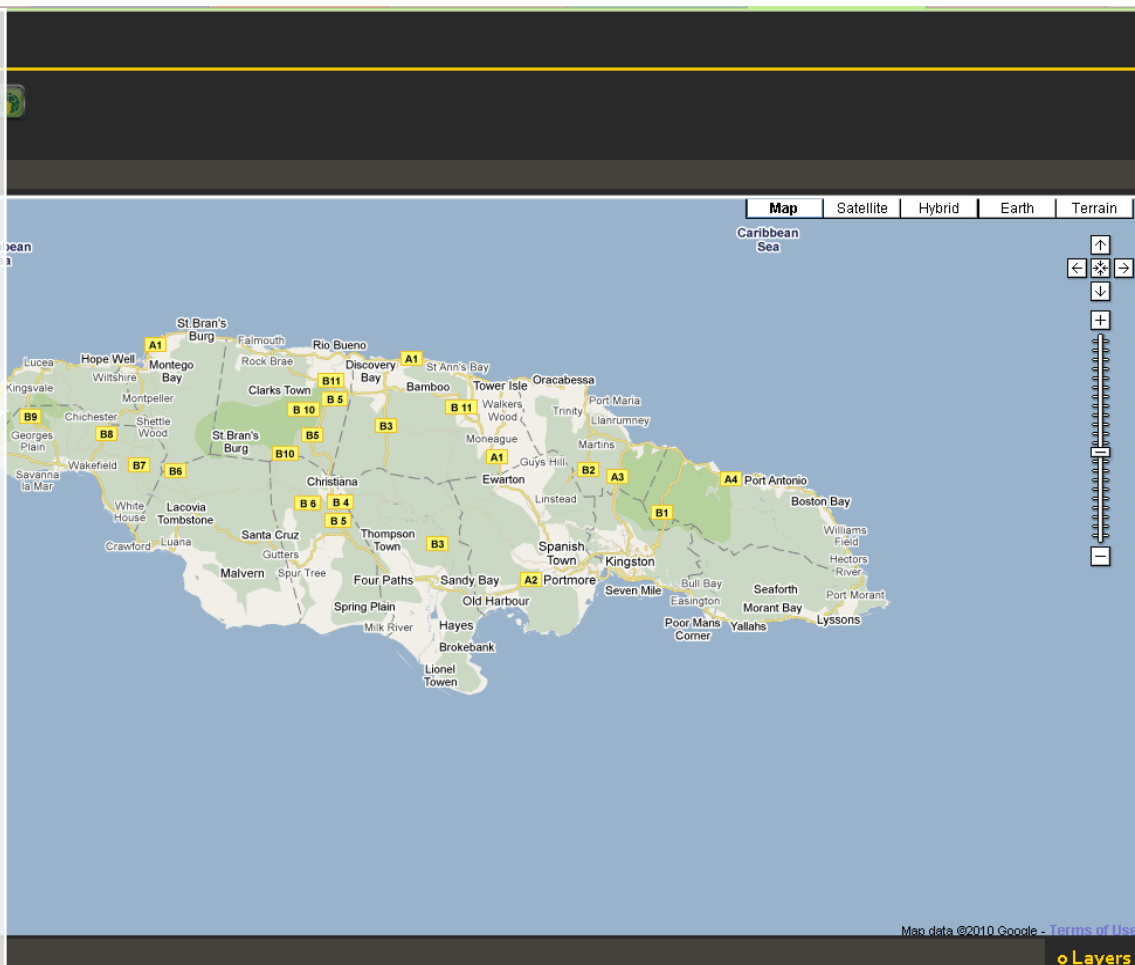 Map Satellite Hybrid Earth Terrain
Caribbean
Sea
bean
St.Bran's
Burg
A1
Falmouth
Rio Bueno
Lucea
Hope Well
Montego
Bay
Rock Brae
Discovery
Bay
A1
St Ann's Bay
Wiltshire
Kingsvale
Montpeller
Clarks Town
B11
B 5
Bamboo
Tower Isle
Oracabessa
B9
Chichester
Shettle
Wood
B 10
B 11
Walkers
Wood
Trinity
Port Maria
Llanrumney
Georges
Plain
B8
St.Bran's
Burg
B5
B3
Moneague
Martins
B10
A1
Guys Hill
Wakefield
B7
B6
Savanna
la Mar
Christiana
Ewarton
B2
A3
A4
Port Antonio
White
House
Lacovia
Tombstone
B 6
B 4
B 5
Linstead
B1
Boston Bay
Crawford
Luana
Santa Cruz
Gutters
Thompson
Town
B3
Spanish
Town
Kingston
Williams
Field
Hectors
River
Malvern
Spur Tree
Four Paths
Sandy Bay
A2
Portmore
Seven Mile
Bull Bay
Seaforth
Port Morant
Old Harbour
Easington
Morant Bay
Spring Plain
Milk River
Hayes
Poor Mans
Corner
Yallahs
Lyssons
Brokebank
Lionel
Towen
Map data ©2010 Google - Terms of Use
o Layers